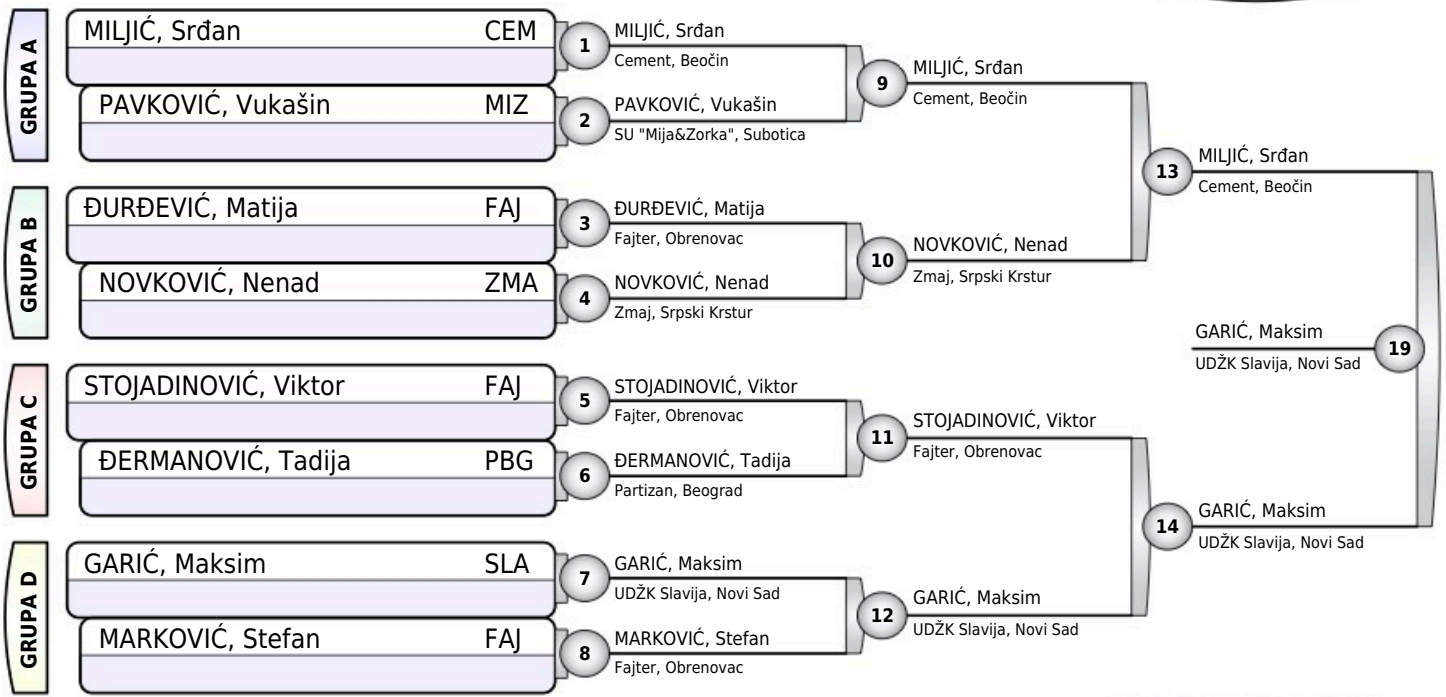 GRUPA A
MILJIĆ, Srđan CEM
PAVKOVIĆ, Vukašin MIZ
GRUPA B
ĐURĐEVIĆ, Matija FAJ
NOVKOVIĆ, Nenad ZMA
GRUPA C
STOJADINOVIĆ, Viktor FAJ
ĐERMANOVIĆ, Tadija PBG
GRUPA D
GARIĆ, Maksim SLA
MARKOVIĆ, Stefan FAJ
1
MILJIĆ, Srđan
Cement, Beočin
2
PAVKOVIĆ, Vukašin
SU "Mija&Zorka", Subotica
3
ĐURĐEVIĆ, Matija
Fajter, Obrenovac
4
NOVKOVIĆ, Nenad
Zmaj, Srpski Krstur
5
STOJADINOVIĆ, Viktor
Fajter, Obrenovac
6
ĐERMANOVIĆ, Tadija
Partizan, Beograd
7
GARIĆ, Maksim
UDŽK Slavija, Novi Sad
8
MARKOVIĆ, Stefan
Fajter, Obrenovac
9
MILJIĆ, Srđan
Cement, Beočin
10
NOVKOVIĆ, Nenad
Zmaj, Srpski Krstur
11
STOJADINOVIĆ, Viktor
Fajter, Obrenovac
12
GARIĆ, Maksim
UDŽK Slavija, Novi Sad
13
MILJIĆ, Srđan
Cement, Beočin
14
GARIĆ, Maksim
UDŽK Slavija, Novi Sad
GARIĆ, Maksim
UDŽK Slavija, Novi Sad
19